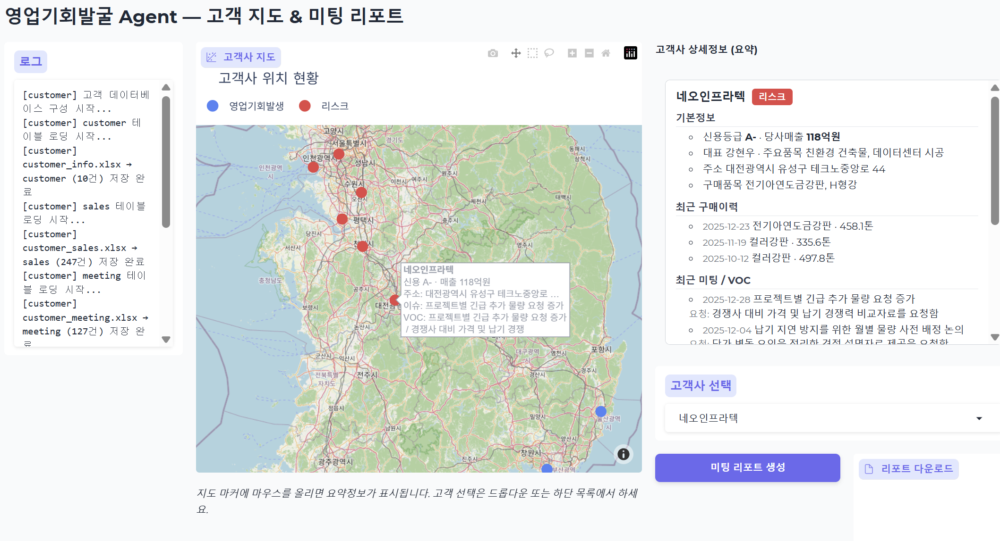 영업기회발굴 Agent — 고객 지도 & 미팅 리포트
로그
[customer] 고객 데이터베
이스 구성 시작...
[customer] customer 테
이블 로딩 시작...
[customer]
customer_info.xlsx →
customer (10건) 저장 완
료
[customer] sales 테이블
로딩 시작...
[customer]
customer_sales.xlsx →
sales (247건) 저장 완료
[customer] meeting 테이
블 로딩 시작...
[customer]
customer_meeting.xlsx →
meeting (127건) 저장 완
료
고객사 지도
고객사 위치 현황
영업기회발생
리스크
고양시
서울특별시
경기도
동해시
삼척시
인천광역시
인천광역
시
성남시
원주시
수원시
이천시
여주시
오산시
제천시
태백시
평택시
충주시
당진시
서산시
영주시
충청남도
공주시
보령시
논산시
네오인프라텍
신용 A- · 매출 118억원
주소: 대전광역시 유성구 테크노중앙로 ...
이슈: 프로젝트별 긴급 추가 물량 요청 증가
VOC: 프로젝트별 긴급 추가 물량 요청 증가
/ 경쟁사 대비 가격 및 납기 경쟁
군산시
익산시
대구광역
시
영천시
포항시
경주시
경산시
전북특별
자치도
전주시
정읍시
밀양시
울산광역
시
남원시
양산시
창원시
진주시
광주광역시
부산광역
지도 마커에 마우스를 올리면 요약정보가 표시됩니다. 고객 선택은 드롭다운 또는 하단 목록에서 하세
요.
고객사 상세정보 (요약)
네오인프라텍 리스크
기본정보
신용등급 A- · 당사매출 118억원
대표 강현우 · 주요품목 친환경 건축물, 데이터센터 시공
주소 대전광역시 유성구 테크노중앙로 44
구매품목 전기아연도금강판, H형강
최근 구매이력
2025-12-23 전기아연도금강판 · 458.1톤
2025-11-19 컬러강판 · 335.6톤
2025-10-12 컬러강판 · 497.8톤
최근 미팅 / VOC
2025-12-28 프로젝트별 긴급 추가 물량 요청 증가
요청: 경쟁사 대비 가격 및 납기 경쟁력 비교자료를 요청함
2025-12-04 납기 지연 방지를 위한 월별 물량 사전 배정 논의
요청: 단가 변동 요인을 정리한 경정 설명자료 제공을 요청함
고객사 선택
네오인프라텍
미팅 리포트 생성
리포트 다운로드